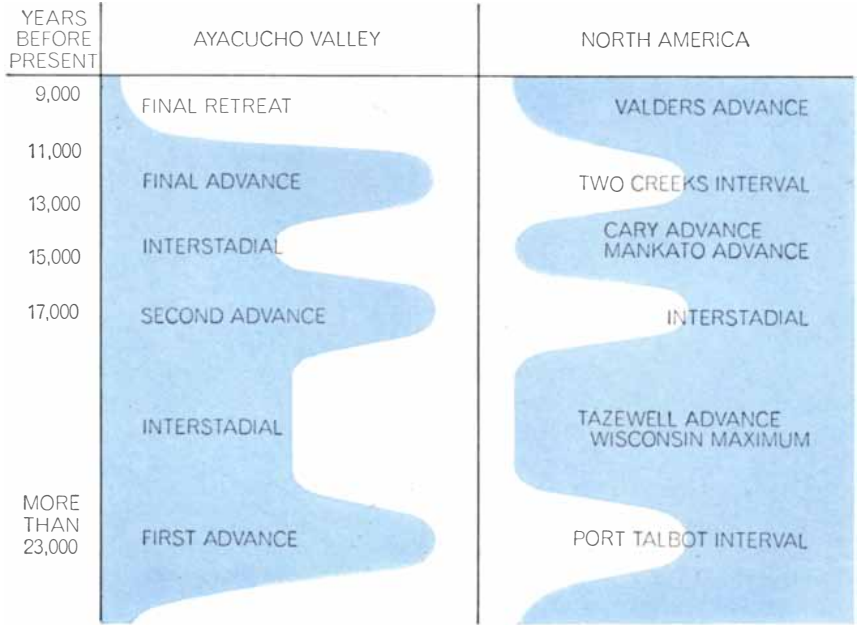 YEARS
BEFORE
PRESENT
AYACUCHO VALLEY
NORTH AMERICA
9,000
FINAL RETREAT
VALDERS ADVANCE
11,000
FINAL ADVANCE
TWO CREEKS INTERVAL
13,000
CARY ADVANCE
MANKATO ADVANCE
INTERSTADIAL
15,000
17,000
SECOND ADVANCE
INTERSTADIAL
INTERSTADIAL
TAZEWELL ADVANCE
WISCONSIN MAXIMUM
MORE
THAN
23,000
FIRST ADVANCE
PORT TALBOT INTERVAL